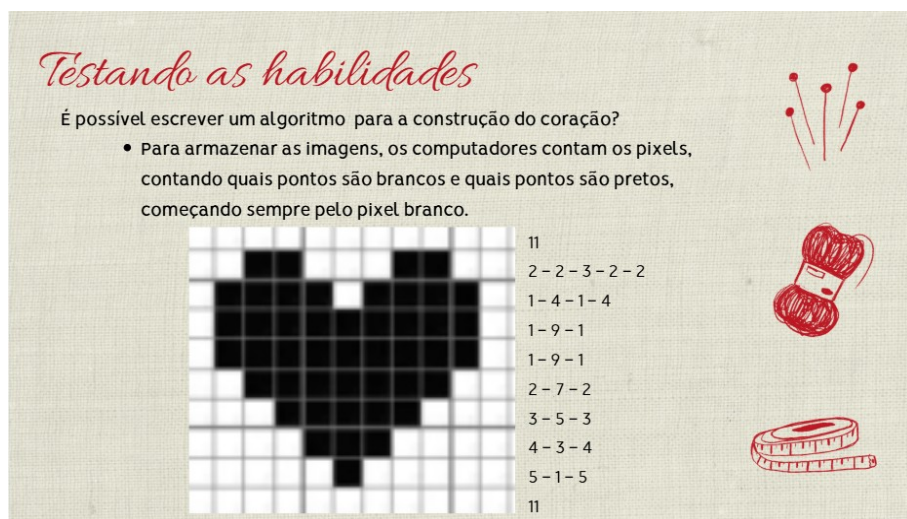 Testando as habilidades
É possível escrever um algoritmo para a construção do coração?
• Para armazenar as imagens, os computadores contam os pixels,
contando quais pontos são brancos e quais pontos são pretos,
começando sempre pelo pixel branco.
11
2 – 2 – 3 – 2 – 2
1 – 4 – 1 – 4
1 – 9 – 1
1 – 9 – 1
2 – 7 – 2
3 – 5 – 3
4 – 3 – 4
5 – 1 – 5
11